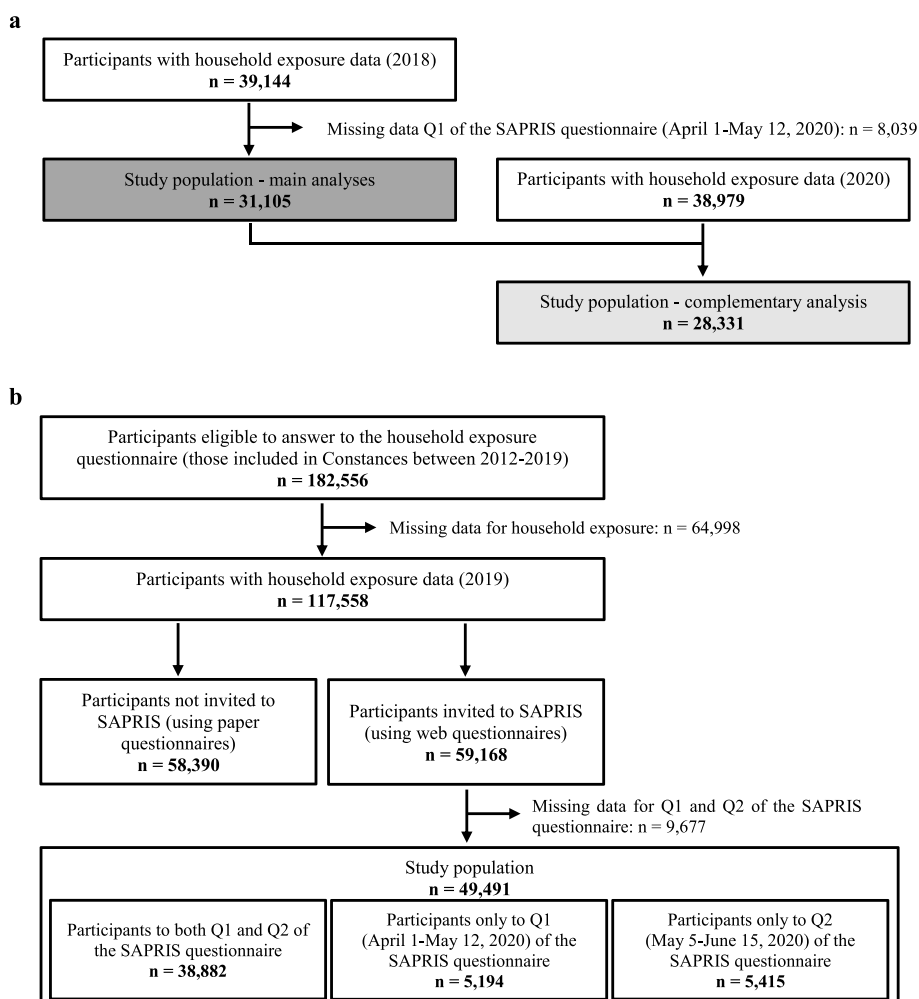 a
Participants with household exposure data (2018)
n = 39,144
Missing data Q1 of the SAPRIS questionnaire (April 1-May 12, 2020): n = 8,039
Study population - main analyses
n = 31,105
Participants with household exposure data (2020)
n = 38,979
Study population - complementary analysis
n = 28,331
b
Participants eligible to answer to the household exposure
questionnaire (those included in Constances between 2012-2019)
n = 182,556
Missing data for household exposure: n = 64,998
Participants with household exposure data (2019)
n = 117,558
Participants not invited to
SAPRIS (using paper
questionnaires)
n = 58,390
Participants invited to SAPRIS
(using web questionnaires)
n = 59,168
Missing data for Q1 and Q2 of the SAPRIS
questionnaire: n = 9,677
Study population
n = 49,491
Participants to both Q1 and Q2 of
the SAPRIS questionnaire
n = 38,882
Participants only to Q1
(April 1-May 12, 2020) of the
SAPRIS questionnaire
n = 5,194
Participants only to Q2
(May 5-June 15, 2020) of the
SAPRIS questionnaire
n = 5,415